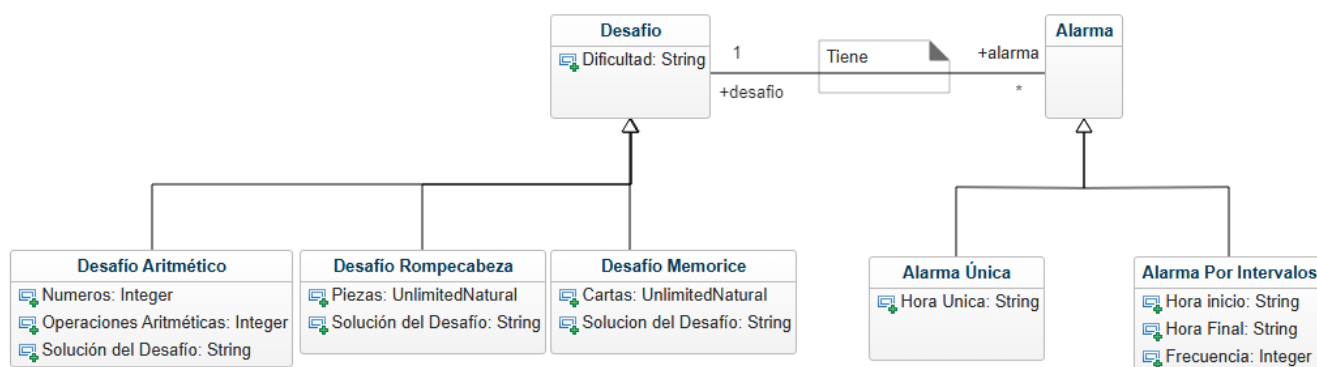 Desafio
Dificultad: String
1
+desafio
Tiene
+alarma
*
Alarma
Desafío Aritmético
Numeros: Integer
Operaciones Aritméticas: Integer
Solución del Desafío: String
Desafío Rompecabeza
Piezas: UnlimitedNatural
Solución del Desafío: String
Desafío Memorice
Cartas: UnlimitedNatural
Solucion del Desafío: String
Alarma Única
Hora Unica: String
Alarma Por Intervalos
Hora inicio: String
Hora Final: String
Frecuencia: Integer